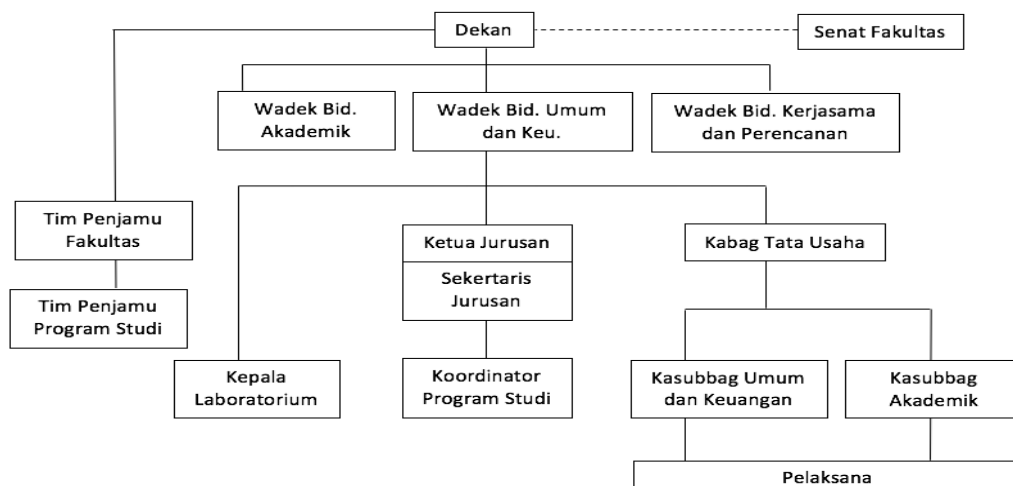 Dekan
Senat Fakultas
Wadek Bid.
Akademik
Wadek Bid. Umum
dan Keu.
Wadek Bid. Kerjasama
dan Perencanan
Tim Penjamu
Fakultas
Ketua Jurusan
Kabag Tata Usaha
Sekertaris
Jurusan
Tim Penjamu
Program Studi
Kepala
Laboratorium
Koordinator
Program Studi
Kasubbag Umum
dan Keuangan
Kasubbag
Akademik
Pelaksana